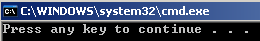 C:\WINDOWS\system32\cmd.exe
Press any key to continue . . .